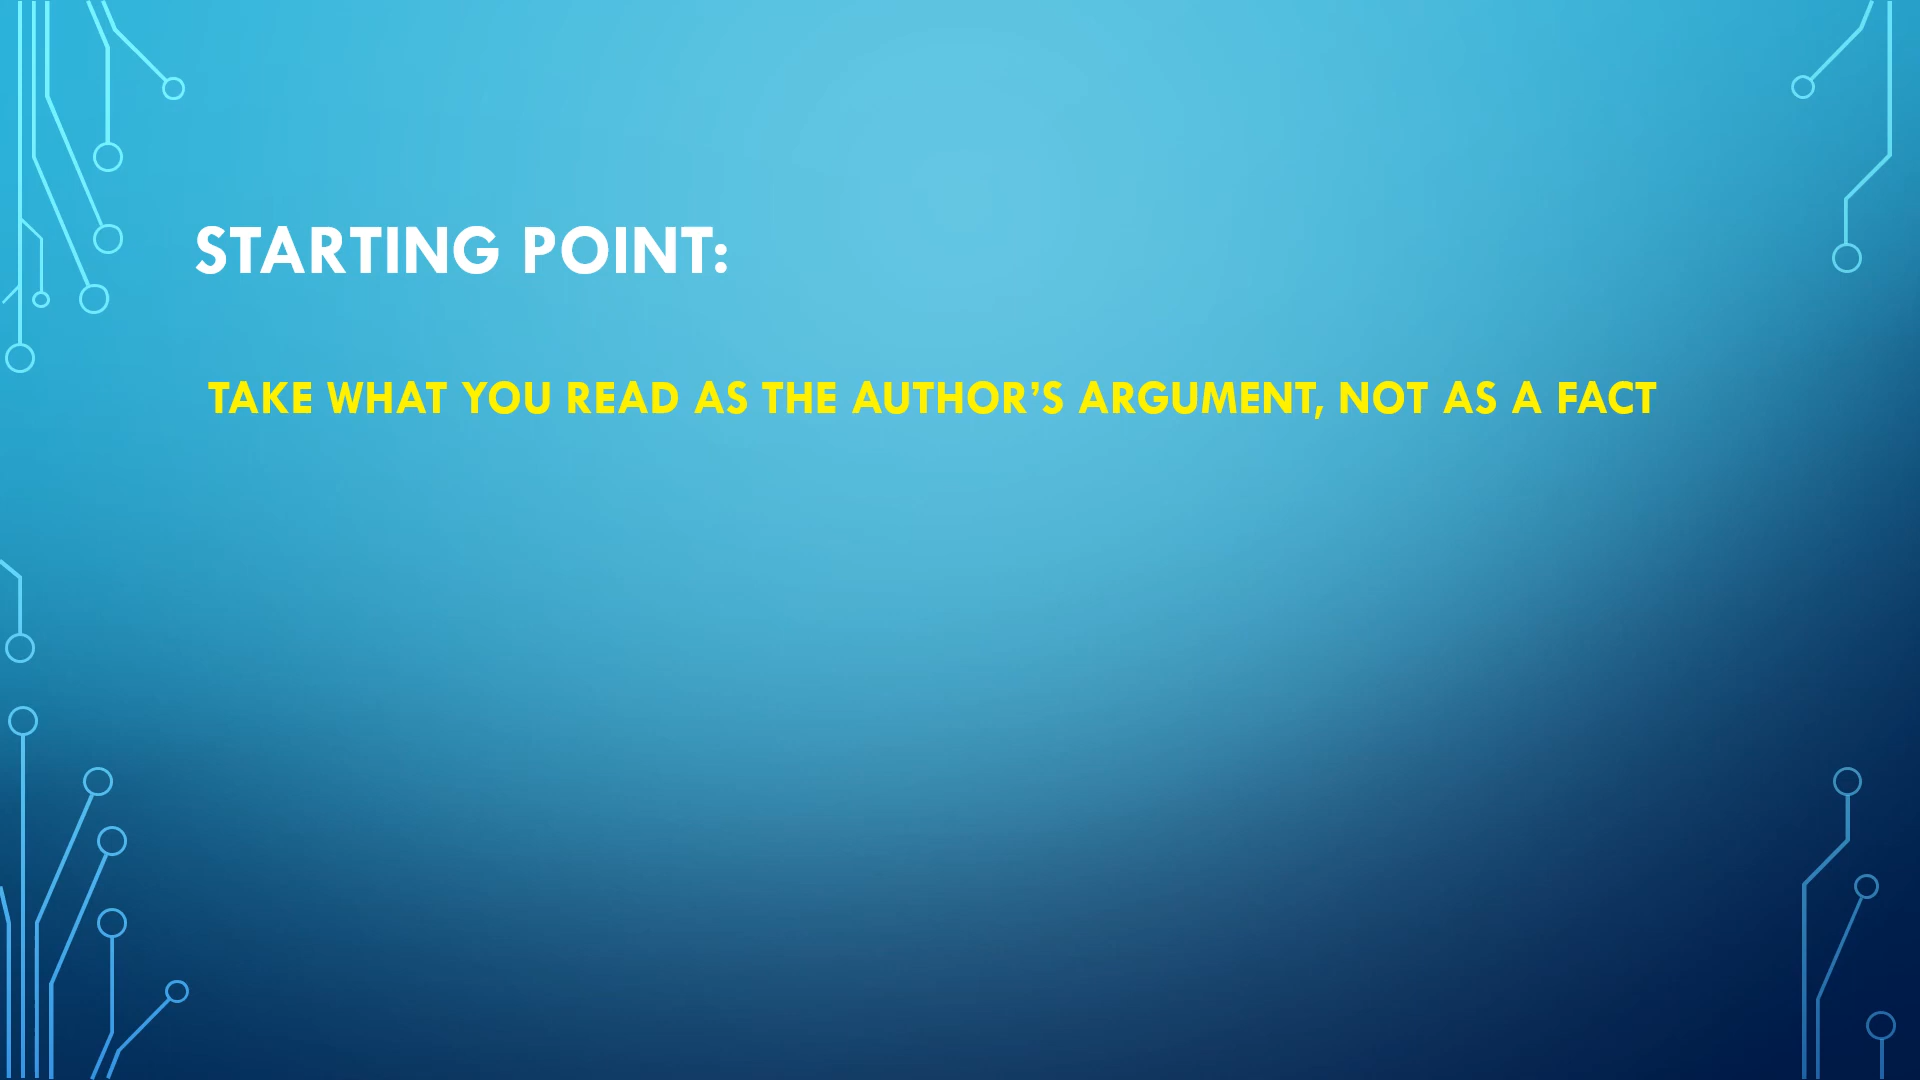 STARTING POINT:
TAKE WHAT YOU READ AS THE AUTHOR’S ARGUMENT, NOT AS A FACT